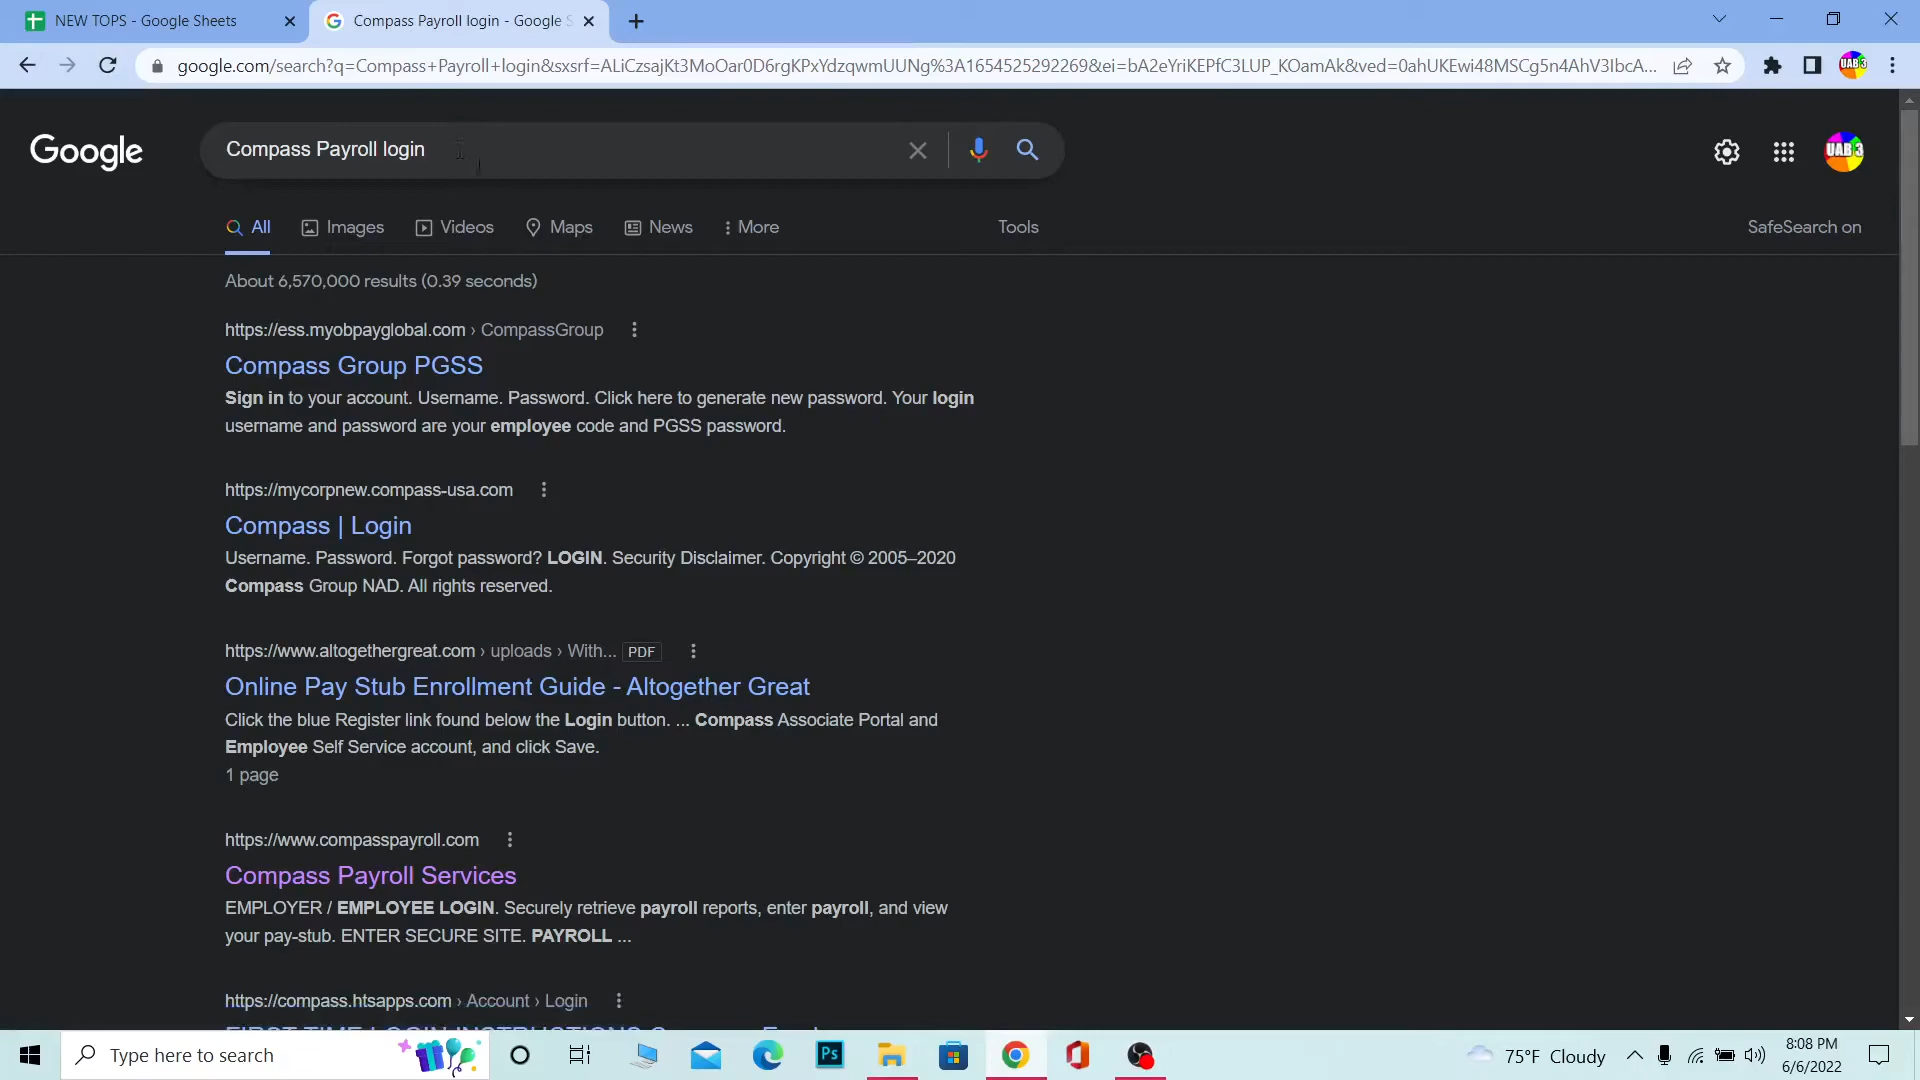 NEW TOPS - Google Sheets
Compass Payroll login - Google S
google.com/search?q=Compass+Payroll+login&sxsrf=ALiCzsajKt3MoOar0D6rgKPxYdzqwmUUNg%3A1654525292269&ei=bA2eYriKEPfC3LUP_KOamAk&ved=0ahUKEwi48MSCg5n4AhV3IbcA...
UAB 3
Google
Compass Payroll login
UAB 3
All
Images
Videos
Maps
News
More
Tools
SafeSearch on
About 6,570,000 results (0.39 seconds)
https://ess.myobpayglobal.com › CompassGroup
Compass Group PGSS
Sign in to your account. Username. Password. Click here to generate new password. Your login
username and password are your employee code and PGSS password.
https://mycorpnew.compass-usa.com
Compass | Login
Username. Password. Forgot password? LOGIN. Security Disclaimer. Copyright © 2005–2020
Compass Group NAD. All rights reserved.
https://www.altogethergreat.com › uploads › With... PDF
Online Pay Stub Enrollment Guide - Altogether Great
Click the blue Register link found below the Login button. ... Compass Associate Portal and
Employee Self Service account, and click Save.
1 page
https://www.compasspayroll.com
Compass Payroll Services
EMPLOYER / EMPLOYEE LOGIN. Securely retrieve payroll reports, enter payroll, and view
your pay-stub. ENTER SECURE SITE. PAYROLL ...
https://compass.htsapps.com › Account › Login
FIRST TIME LOGIN INSTRUCTIONS
Type here to search
Ps
75°F Cloudy
8:08 PM
6/6/2022